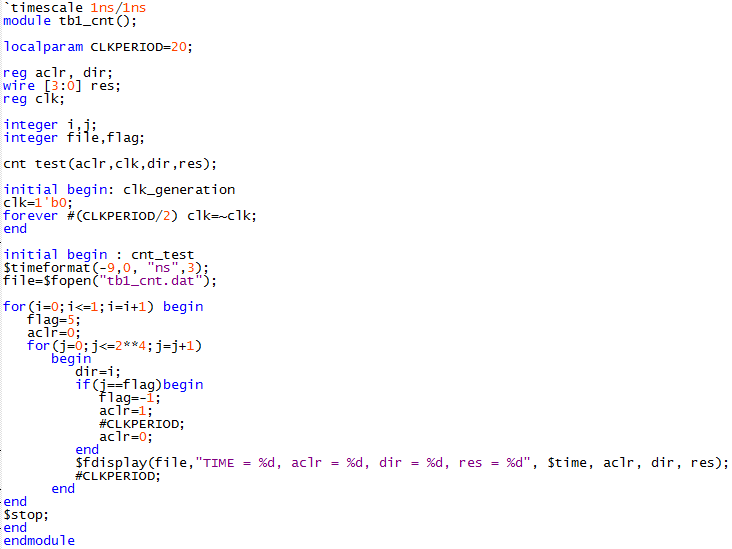 `timescale 1ns/1ns
module tb1_cnt();

localparam CLKPERIOD=20;

reg aclr, dir;
wire [3:0] res;
reg clk;

integer i,j;
integer file,flag;

cnt test(aclr,clk,dir,res);

initial begin: clk_generation
clk=1'b0;
forever #(CLKPERIOD/2) clk=~clk;
end

initial begin : cnt_test
$timeformat(-9,0, "ns",3);
file=$fopen("tb1_cnt.dat");

for(i=0;i<=1;i=i+1) begin
   flag=5;
   aclr=0;
   for(j=0;j<=2**4;j=j+1)
      begin
         dir=i;
         if(j==flag)begin
            flag=-1;
            aclr=1;
            #CLKPERIOD;
            aclr=0;
         end
         $fdisplay(file,"TIME = %d, aclr = %d, dir = %d, res = %d", $time, aclr, dir, res);
         #CLKPERIOD;
      end
end
$stop;
end
endmodule